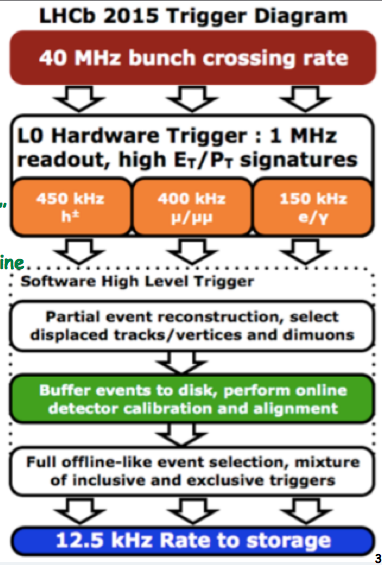 LHCb 2015 Trigger Diagram
40 MHz bunch crossing rate
L0 Hardware Trigger : 1 MHz
readout, high ET/PT signatures
450 kHz
h±
400 kHz
μ/μμ
150 kHz
e/γ
”
ine
Software High Level Trigger
Partial event reconstruction, select
displaced tracks/vertices and dimuons
Buffer events to disk, perform online
detector calibration and alignment
Full offline-like event selection, mixture
of inclusive and exclusive triggers
12.5 kHz Rate to storage
3